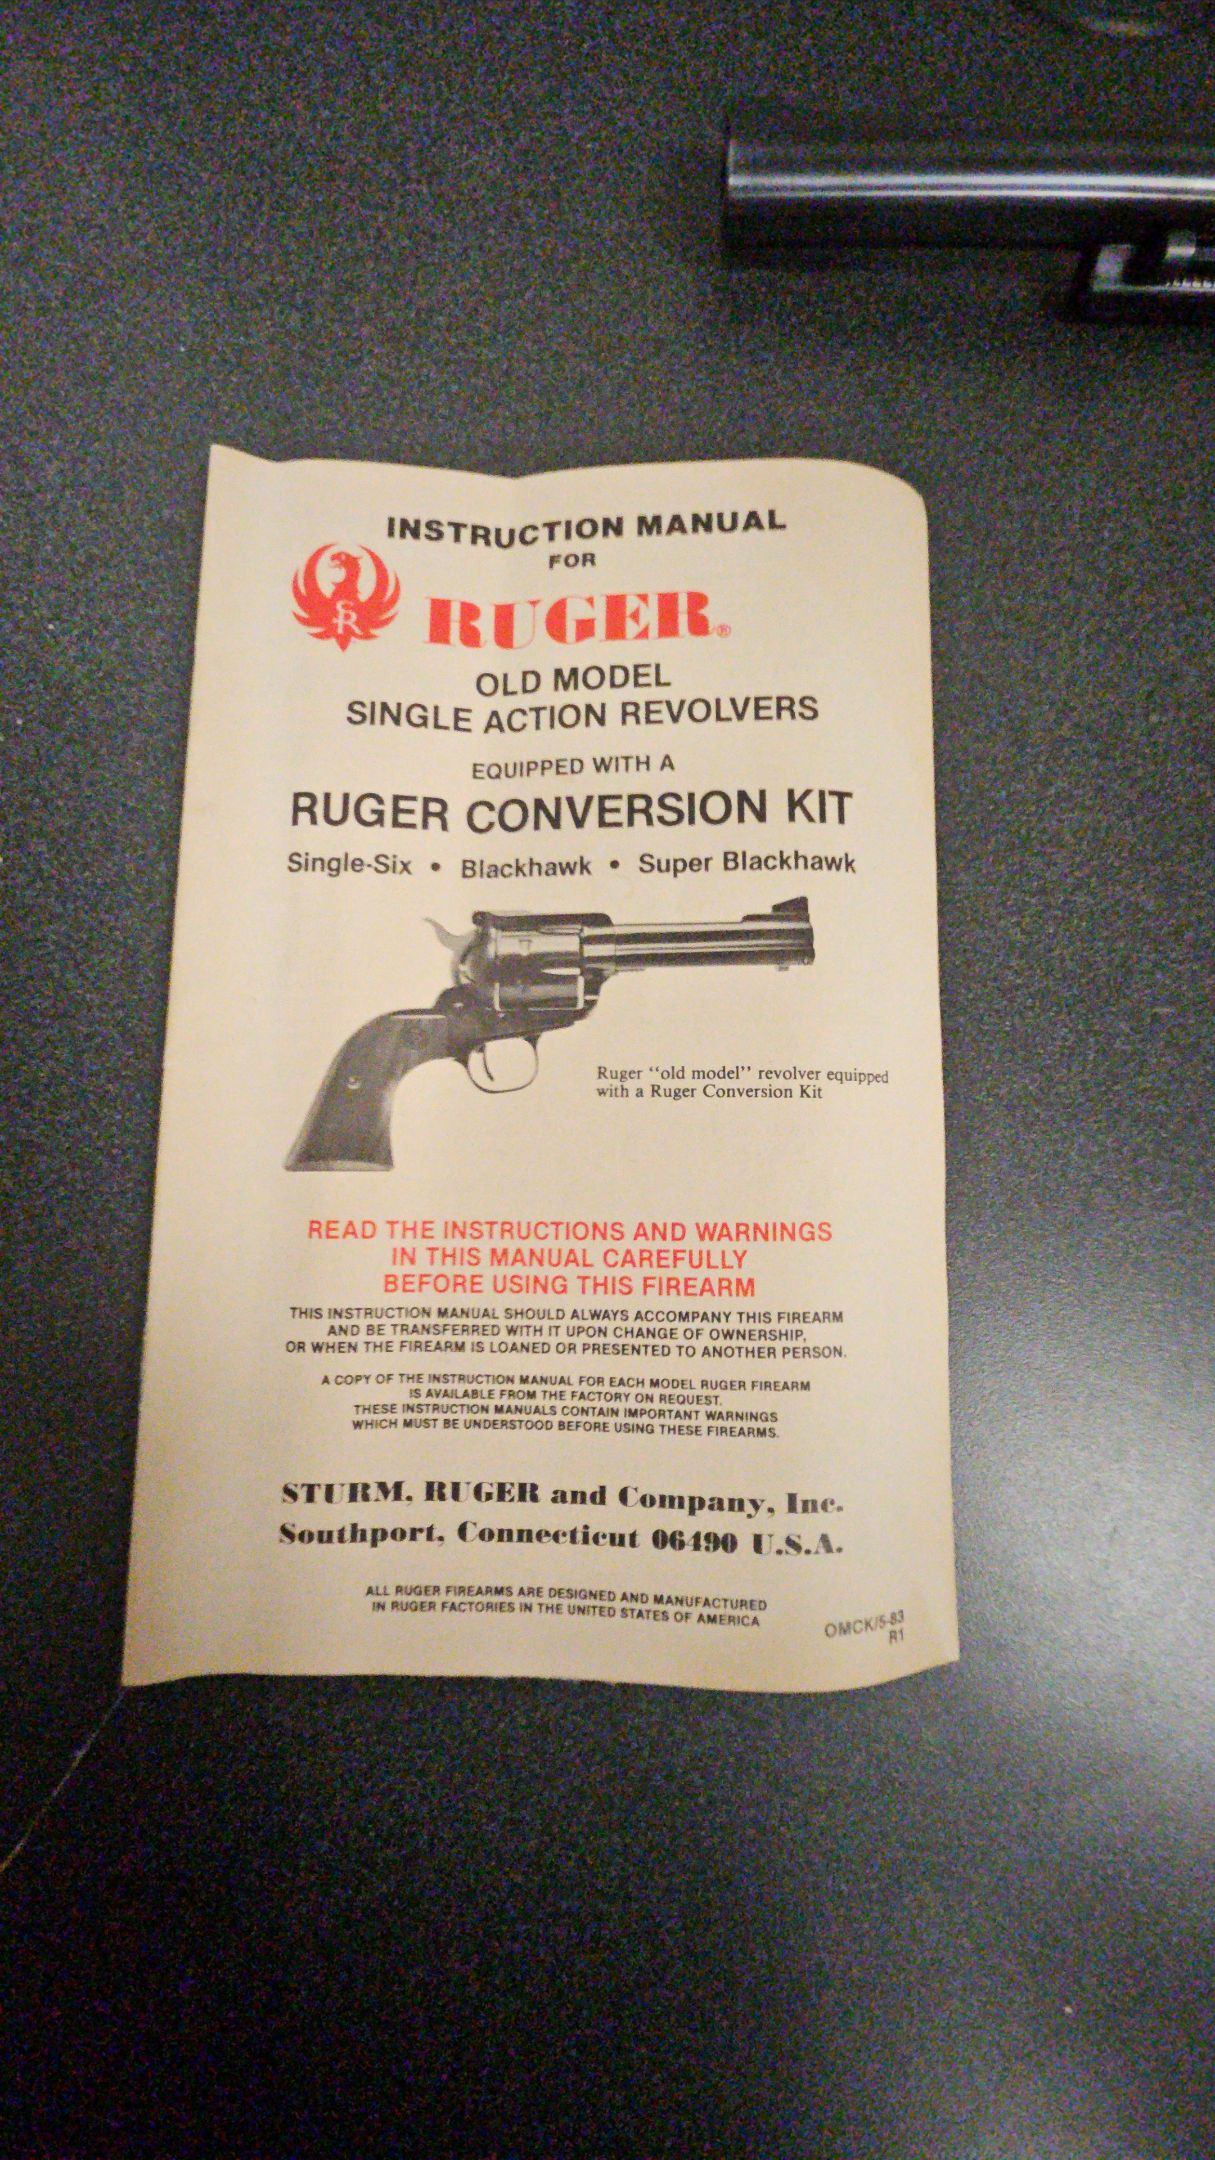 INSTRUCTION MANUAL
FOR
RUGER®
OLD MODEL
SINGLE ACTION REVOLVERS
EQUIPPED WITH A
RUGER CONVERSION KIT
Single-Six • Blackhawk • Super Blackhawk
Ruger “old model” revolver equipped
with a Ruger Conversion Kit
READ THE INSTRUCTIONS AND WARNINGS
IN THIS MANUAL CAREFULLY
BEFORE USING THIS FIREARM
THIS INSTRUCTION MANUAL SHOULD ALWAYS ACCOMPANY THIS FIREARM
AND BE TRANSFERRED WITH IT UPON CHANGE OF OWNERSHIP,
OR WHEN THE FIREARM IS LOANED OR PRESENTED TO ANOTHER PERSON.
A COPY OF THE INSTRUCTION MANUAL FOR EACH MODEL RUGER FIREARM
IS AVAILABLE FROM THE FACTORY ON REQUEST.
THESE INSTRUCTION MANUALS CONTAIN IMPORTANT WARNINGS
WHICH MUST BE UNDERSTOOD BEFORE USING THESE FIREARMS.
STURM, RUGER and Company, Inc.
Southport, Connecticut 06490 U.S.A.
ALL RUGER FIREARMS ARE DESIGNED AND MANUFACTURED
IN RUGER FACTORIES IN THE UNITED STATES OF AMERICA
OMCK/5-83
R1